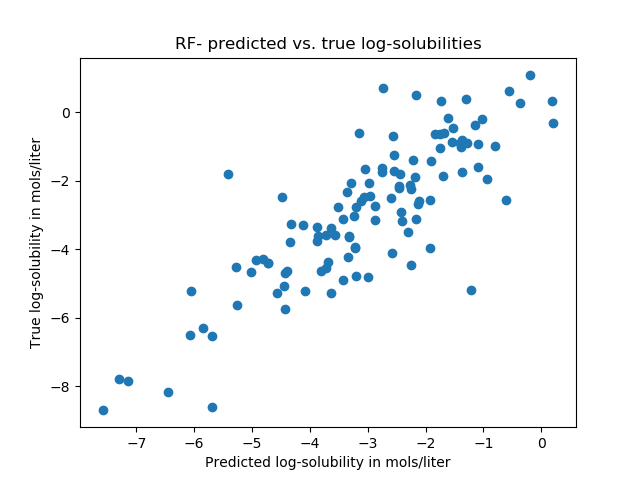 RF- predicted vs. true log-solubilities
True log-solubility in mols/liter
0
−2
−4
−6
−8
−7 −6 −5 −4 −3 −2 −1 0
Predicted log-solubility in mols/liter